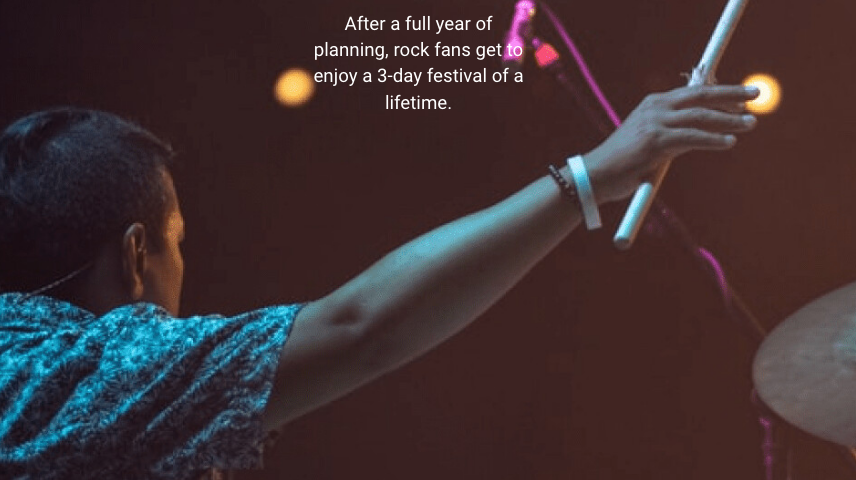 After a full year of
planning, rock fans get to
enjoy a 3-day festival of a
lifetime.